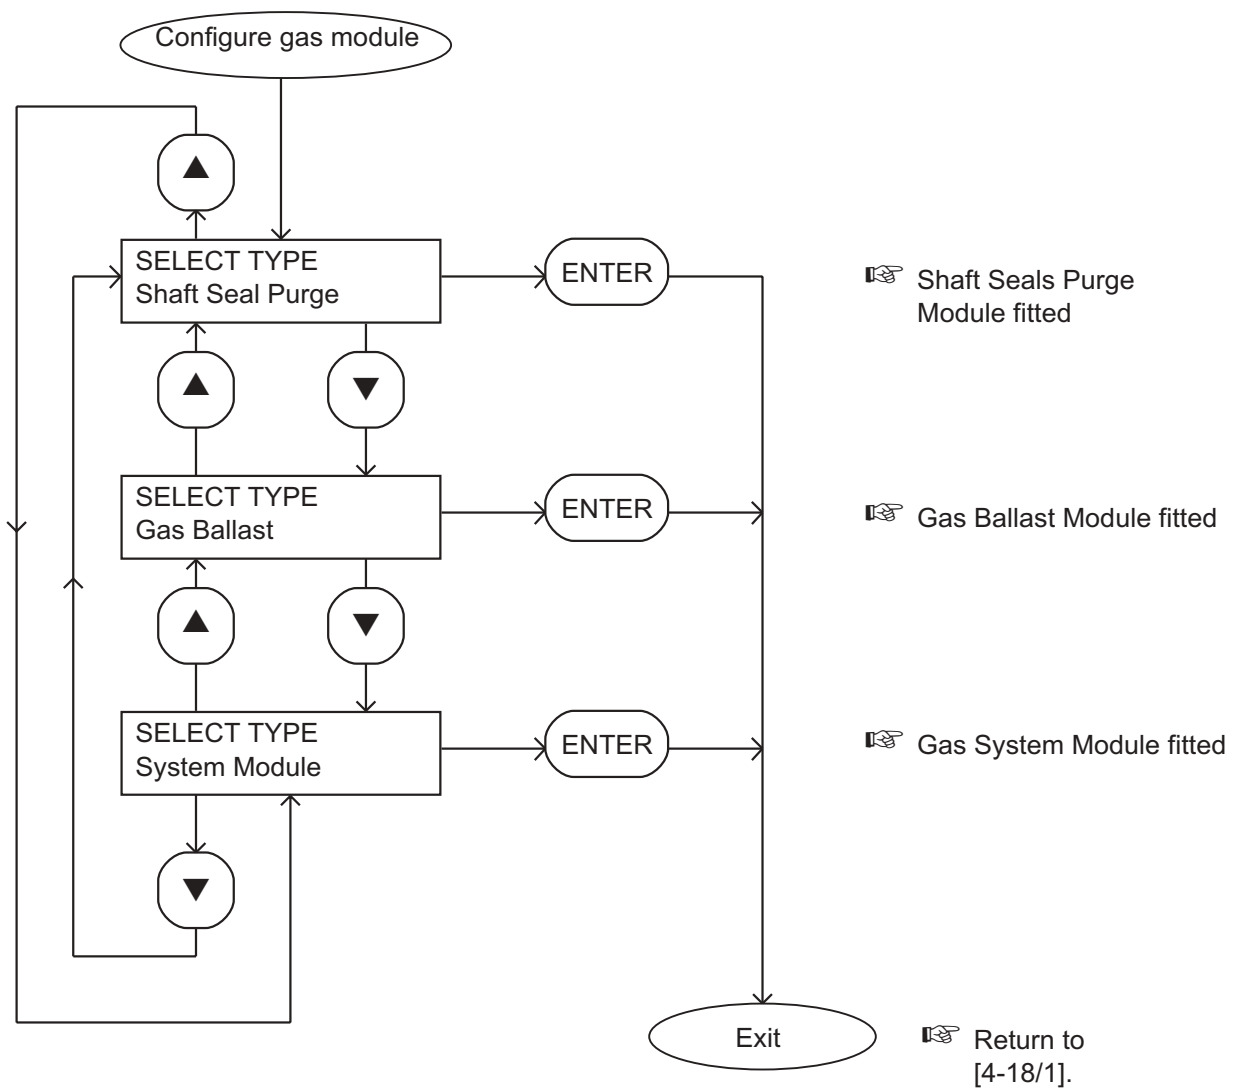 Configure gas module
▲
SELECT TYPE
Shaft Seal Purge
ENTER
☞ Shaft Seals Purge
Module fitted
▲
▼
SELECT TYPE
Gas Ballast
ENTER
☞ Gas Ballast Module fitted
▲
▼
SELECT TYPE
System Module
ENTER
☞ Gas System Module fitted
▼
Exit
☞ Return to
[4-18/1].